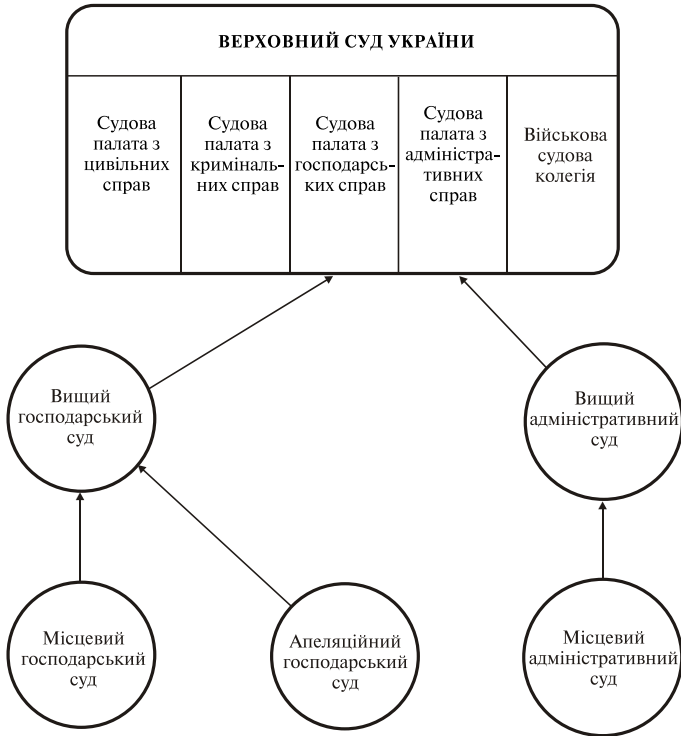 ВЕРХОВНИЙ СУД УКРАЇНИ
Судова
палата з
цивільних
справ
Судова
палата з
криміналь-
них справ
Судова
палата з
господарсь-
ких справ
Судова
палата з
адміністра-
тивних
справ
Військова
судова
колегія
Вищий
господарський
суд
Вищий
адміністративний
суд
Місцевий
господарський
суд
Апеляційний
господарський
суд
Місцевий
адміністративний
суд